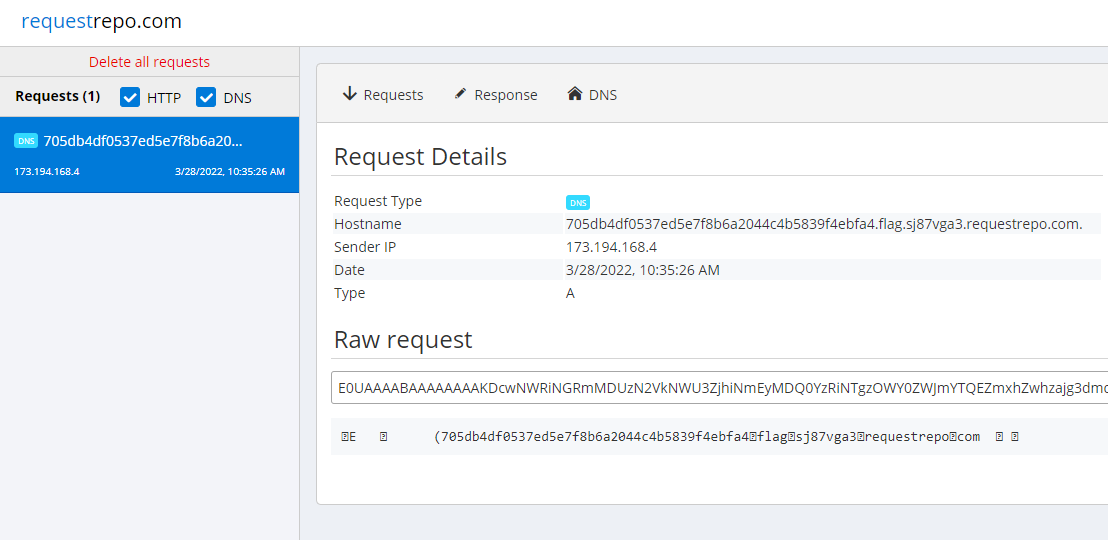 requestrepo.com
Delete all requests
Requests (1) HTTP DNS
DNS 705db4df0537ed5e7f8b6a20...
173.194.168.4 3/28/2022, 10:35:26 AM
Requests Response DNS
Request Details
Request Type DNS
Hostname 705db4df0537ed5e7f8b6a2044c4b5839f4ebfa4.flag.sj87vga3.requestrepo.com.
Sender IP 173.194.168.4
Date 3/28/2022, 10:35:26 AM
Type A
Raw request
E0UAAAABAAAAAAAAKDcwNWRiNGRmMDUzN2VkNWU3ZjhiNmEyMDQ0YzRiNTgzOWY0ZWJmYTQEZmxhZwhzajg3dmd
E (705db4df0537ed5e7f8b6a2044c4b5839f4ebfa4 flag sj87vga3 requestrepo com